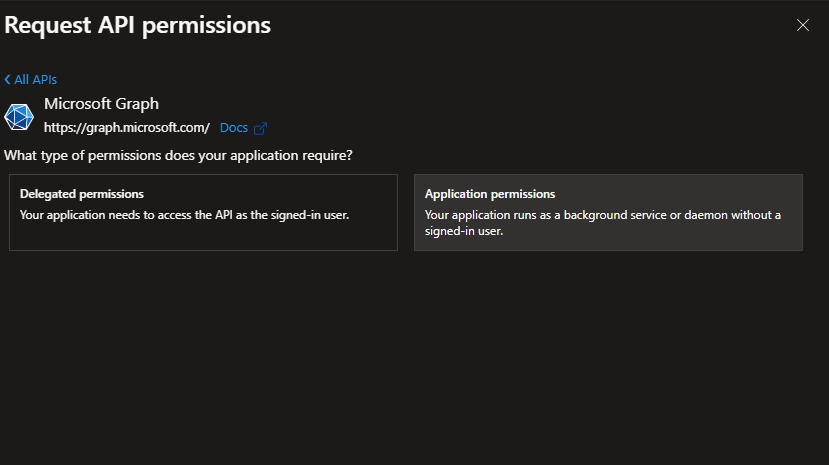 Request API permissions
All APIs
Microsoft Graph
https://graph.microsoft.com/ Docs
What type of permissions does your application require?
Delegated permissions
Your application needs to access the API as the signed-in user.
Application permissions
Your application runs as a background service or daemon without a
signed-in user.